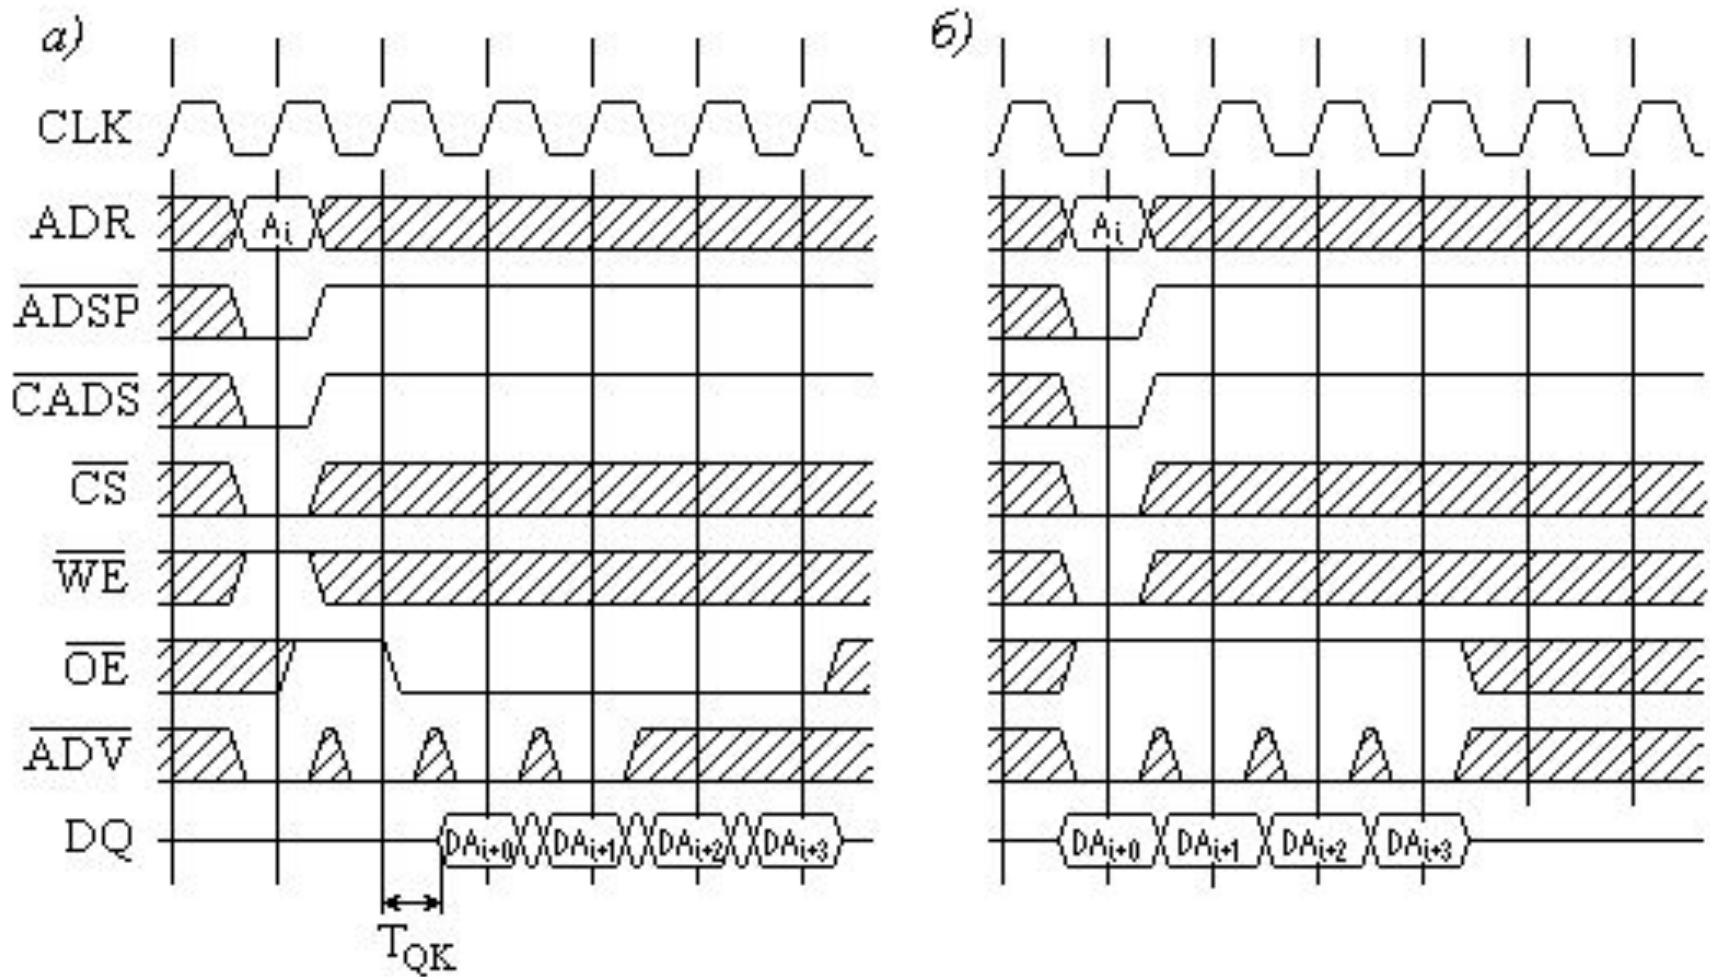 а)
б)
CLK
ADR
Ai
Ai
ADSP
CADS
CS
WE
OE
ADV
DQ
DAi+0 DAi+1 DAi+2 DAi+3
DAi+0 DAi+1 DAi+2 DAi+3
TQK